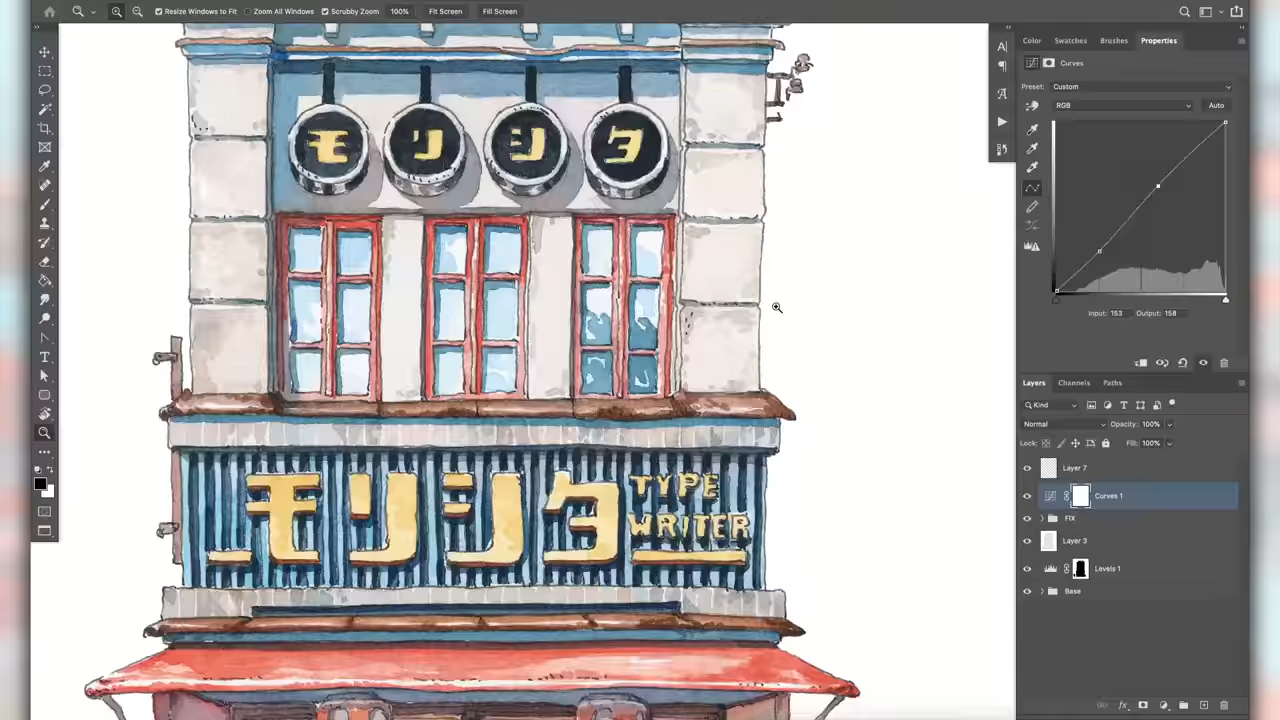 Resize Windows to Fit
Zoom All Windows
Scrubby Zoom
100%
Fit Screen
Fill Screen
Color
Swatches
Brushes
Properties
Curves
Preset: Custom
RGB
Auto
Input: 153
Output: 158
Layers
Channels
Paths
Kind
Normal
Opacity: 100%
Lock:
Fill: 100%
Layer 7
Curves 1
FIX
Layer 3
Levels 1
Base
モリシタ
モリシタ
TYPE
WRITER